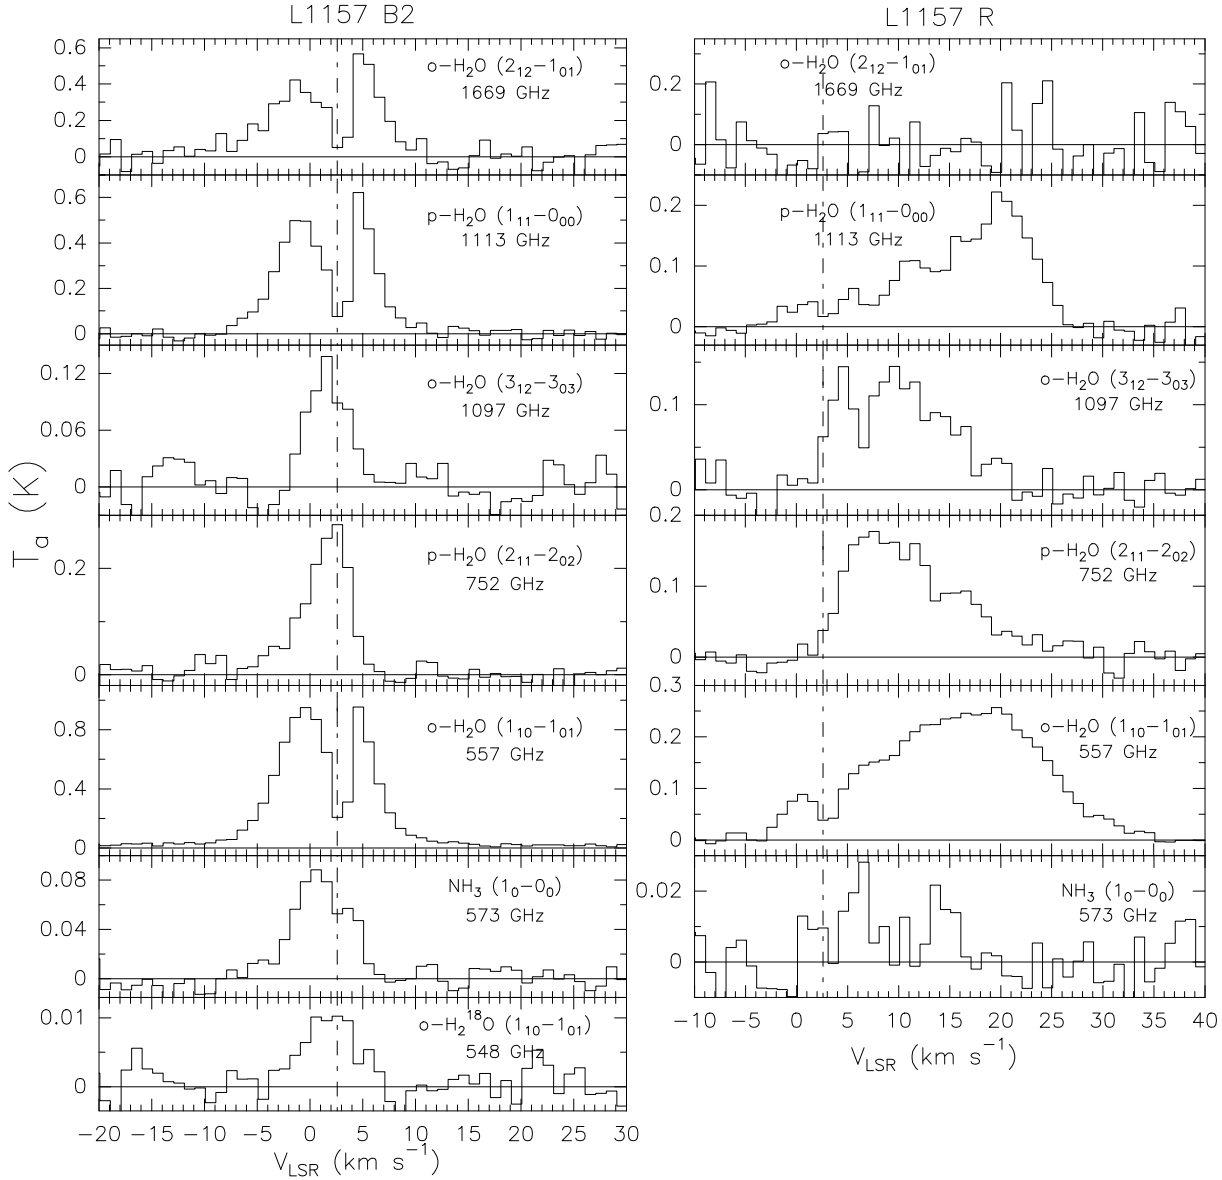 L1157 B2
0.6
0.4
0.2
0
o−H₂O (2₁₂−1₀₁)
1669 GHz
0.6
0.4
0.2
0
p−H₂O (1₁₁−0₀₀)
1113 GHz
0.12
0.06
0
o−H₂O (3₁₂−3₀₃)
1097 GHz
0.2
0
p−H₂O (2₁₁−2₀₂)
752 GHz
0.8
0.4
0
o−H₂O (1₁₀−1₀₁)
557 GHz
0.08
0.04
0
NH₃ (1₀−0₀)
573 GHz
0.01
0
o−H₂¹⁸O (1₁₀−1₀₁)
548 GHz
−20 −15 −10 −5 0 5 10 15 20 25 30
V_LSR (km s⁻¹)
Tₐ (K)
L1157 R
0.2
0
o−H₂O (2₁₂−1₀₁)
1669 GHz
0.2
0.1
0
p−H₂O (1₁₁−0₀₀)
1113 GHz
0.1
0
o−H₂O (3₁₂−3₀₃)
1097 GHz
0.2
0.1
0
p−H₂O (2₁₁−2₀₂)
752 GHz
0.3
0.2
0.1
0
o−H₂O (1₁₀−1₀₁)
557 GHz
0.02
0
NH₃ (1₀−0₀)
573 GHz
−10 −5 0 5 10 15 20 25 30 35 40
V_LSR (km s⁻¹)